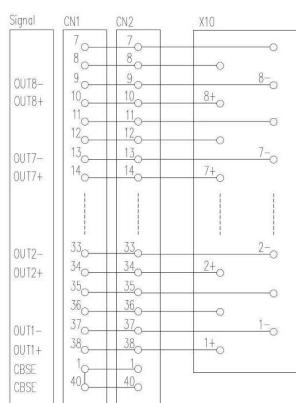 Signal CN1 CN2 X10
7 7
8 8
OUT8- 9 9 8-
OUT8+ 10 10 8+
11 11
12 12
OUT7- 13 13 7-
OUT7+ 14 14 7+
OUT2- 33 33 2-
OUT2+ 34 34 2+
35 35
36 36
OUT1- 37 37 1-
OUT1+ 38 38 1+
CBSE 1 1
CBSE 40 40